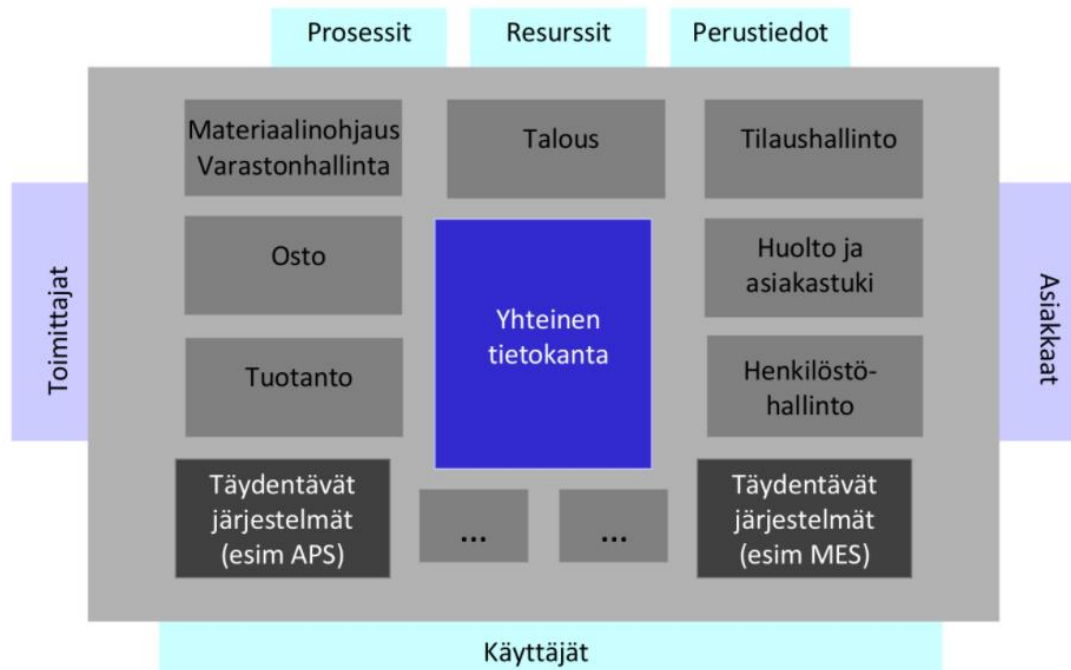 Prosessit
Resurssit
Perustiedot
Materiaalinohjaus
Varastonhallinta
Talous
Tilaushallinto
Toimittajat
Osto
Yhteinen
tietokanta
Huolto ja
asiakastuki
Asiakkaat
Tuotanto
Henkilöstö-
hallinto
Täydentävät
järjestelmät
(esim APS)
...
...
Täydentävät
järjestelmät
(esim MES)
Käyttäjät